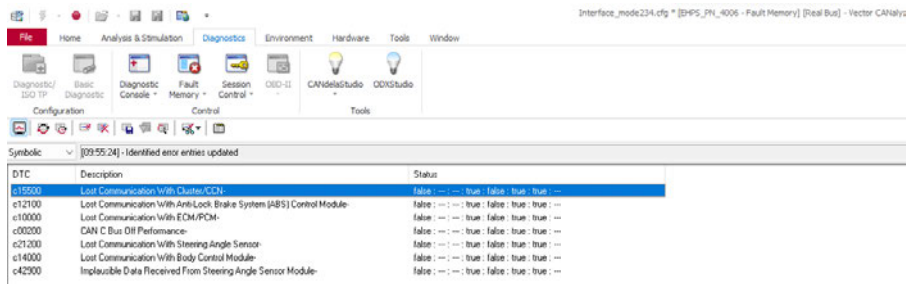 Interface_mode234.cfg * [EHPS_PN_4006 - Fault Memory] [Real Bus] - Vector CANalyz
File Home Analysis & Stimulation Diagnostics Environment Hardware Tools Window
Diagnostic/ ISO TP
Basic Diagnostic
Diagnostic Console
Fault Memory
Session Control
OBD-II
CANdelaStudio
ODXStudio
Configuration Control Tools
Symbolic [09:55:24] - Identified error entries updated
DTC Description Status
c15500 Lost Communication With Cluster/CCN- false : -- : -- : true : false : true : true : --
c12100 Lost Communication With Anti-Lock Brake System (ABS) Control Module- false : -- : -- : true : false : true : true : --
c10000 Lost Communication With ECM/PCM- false : -- : -- : true : false : true : true : --
c00200 CAN C Bus Off Performance- false : -- : -- : true : false : true : true : --
c21200 Lost Communication With Steering Angle Sensor- false : -- : -- : true : false : true : true : --
c14000 Lost Communication With Body Control Module- false : -- : -- : true : false : true : true : --
c42900 Implausible Data Received From Steering Angle Sensor Module- false : -- : -- : true : false : true : true : --